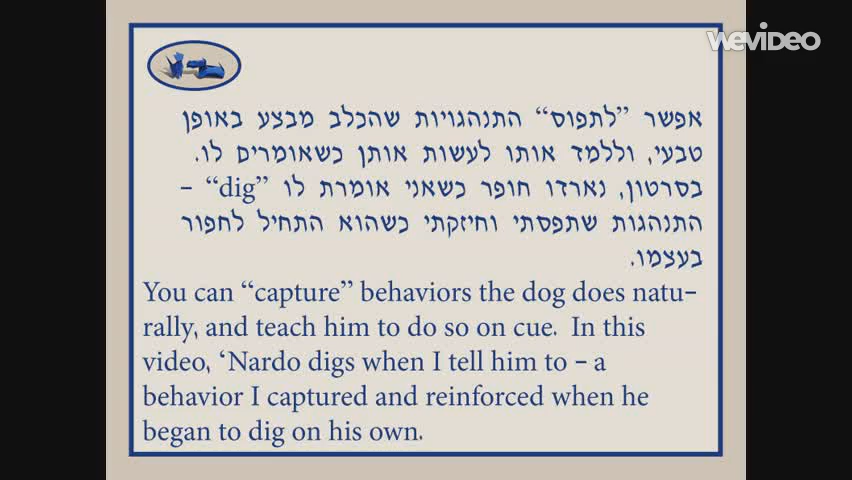 WEVIDEO
אפשר ”לתפוס“ התנהגויות שהכלב מבצע באופן
טבעי, וללמד אותו לעשות אותן כשאומרים לו.
בסרטון, נארדו חופר כשאני אומרת לו ”dig“ –
התנהגות שתפסתי וחיזקתי כשהוא התחיל לחפור
בעצמו.
You can “capture” behaviors the dog does natu–
rally, and teach him to do so on cue. In this
video, ‘Nardo digs when I tell him to – a
behavior I captured and reinforced when he
began to dig on his own.